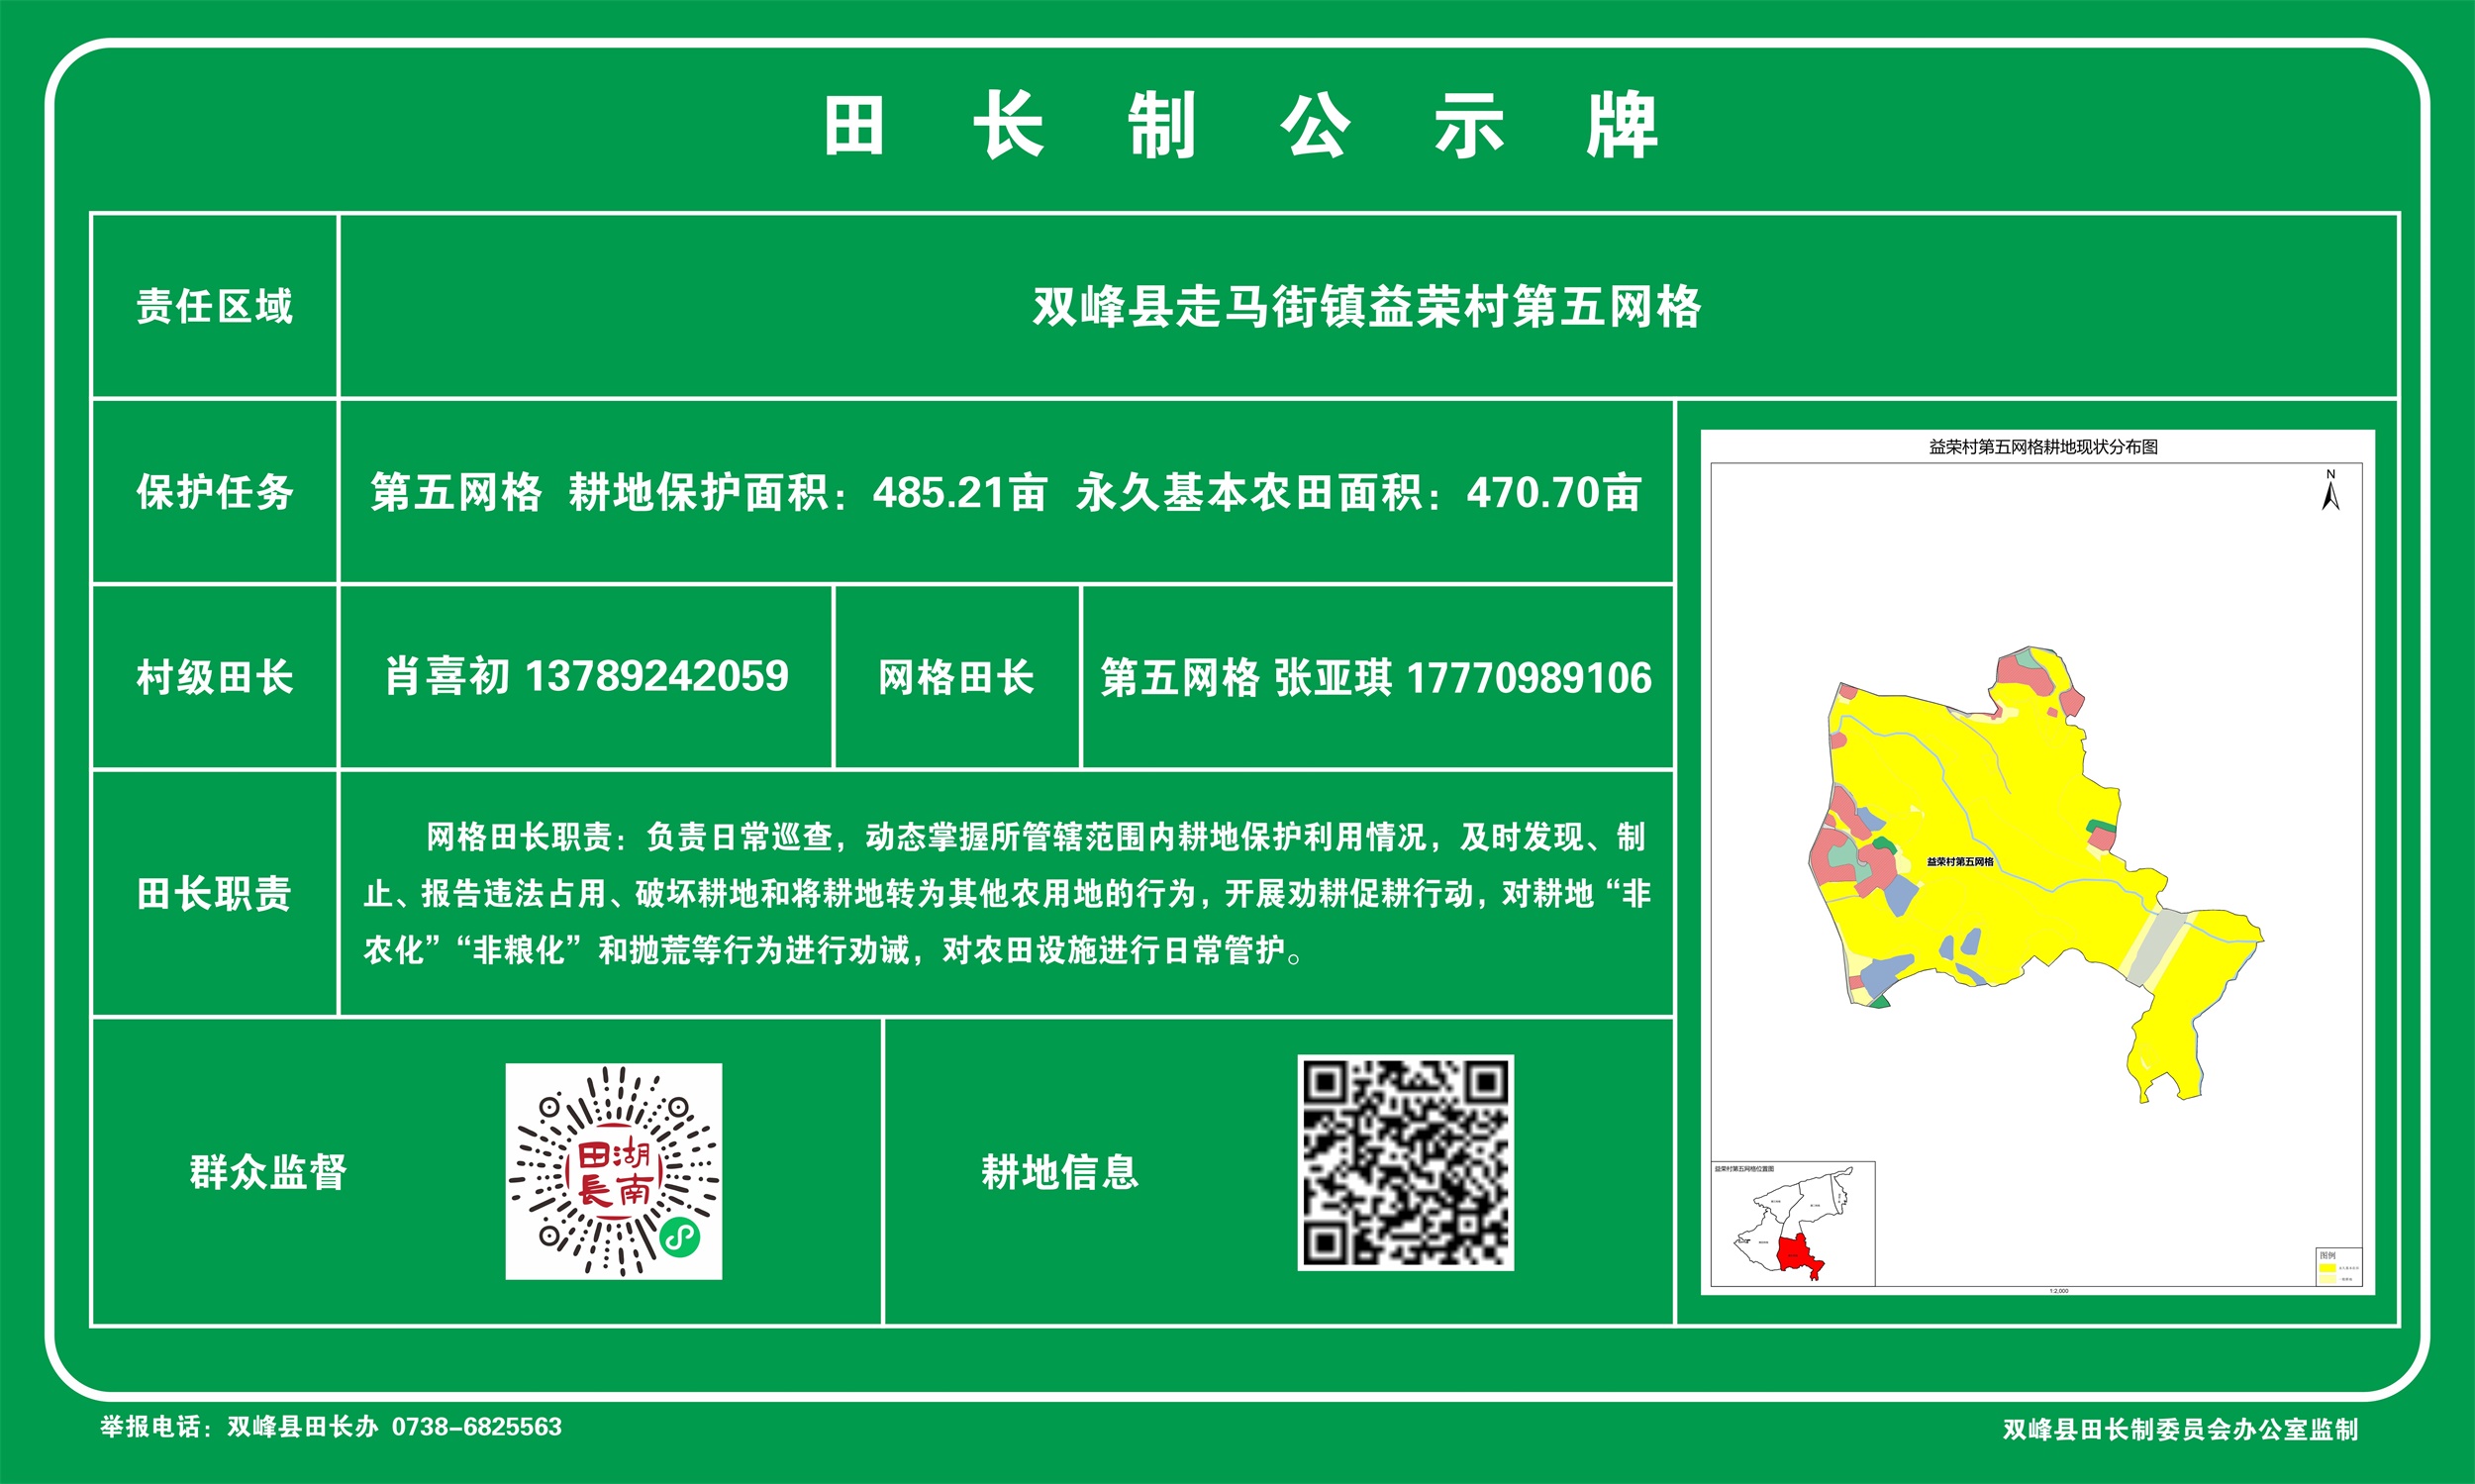 田长制公示牌
责任区域
双峰县走马街镇益荣村第五网格
保护任务
第五网格 耕地保护面积：485.21亩 永久基本农田面积：470.70亩
村级田长
肖喜初 13789242059
网格田长
第五网格 张亚琪 17770989106
田长职责
网格田长职责：负责日常巡查，动态掌握所管辖范围内耕地保护利用情况，及时发现、制
止、报告违法占用、破坏耕地和将耕地转为其他农用地的行为，开展劝耕促耕行动，对耕地“非
农化”“非粮化”和抛荒等行为进行劝诫，对农田设施进行日常管护。
群众监督
湖南
田長
耕地信息
益荣村第五网格耕地现状分布图
N
益荣村第五网格
益荣村第五网格位置图
图例
1:2,000
举报电话：双峰县田长办 0738-6825563
双峰县田长制委员会办公室监制